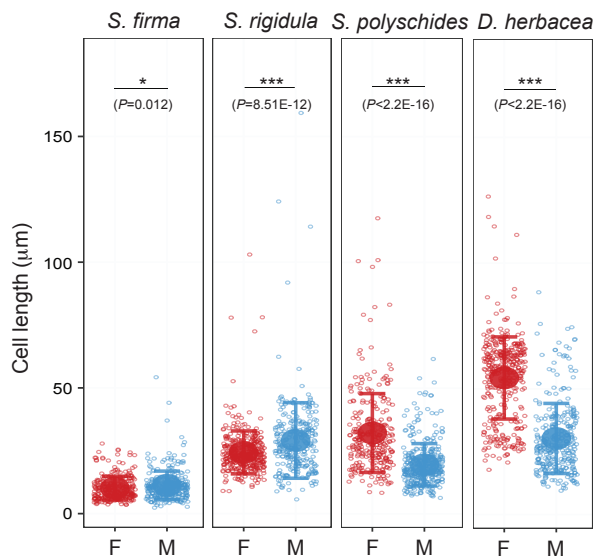 S. firma S. rigidula S. polyschides D. herbacea
* *** *** ***
(P=0.012) (P=8.51E-12) (P<2.2E-16) (P<2.2E-16)
150
100
50
0
Cell length (μm)
F M F M F M F M